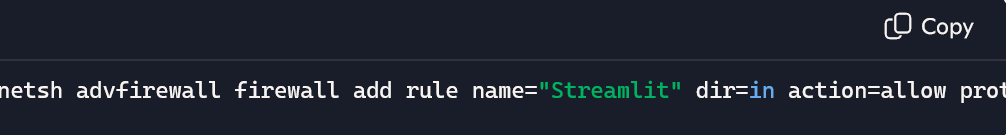 Copy
netsh advfirewall firewall add rule name="Streamlit" dir=in action=allow prot